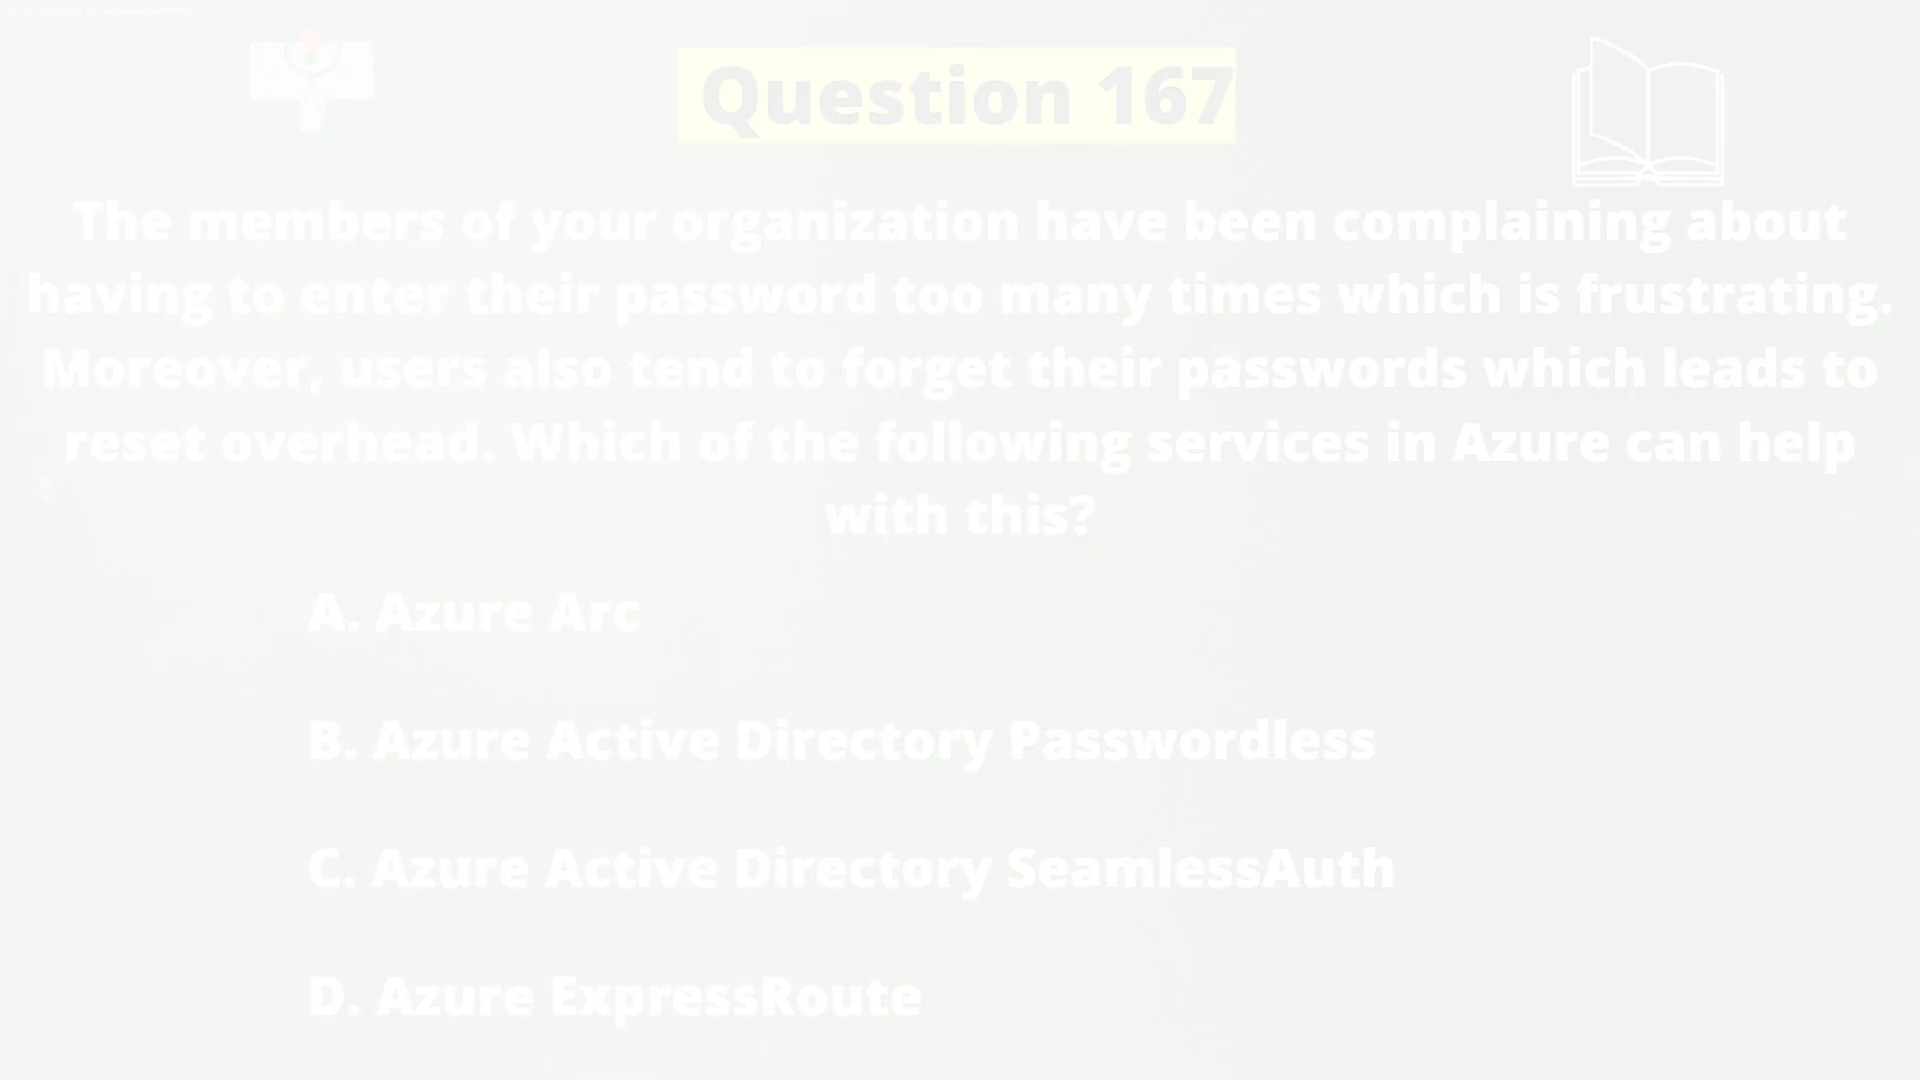 Question 167
The members of your organization have been complaining about
having to enter their password too many times which is frustrating.
Moreover, users also tend to forget their passwords which leads to
reset overhead. Which of the following services in Azure can help
with this?
A. Azure Arc
B. Azure Active Directory Passwordless
C. Azure Active Directory SeamlessAuth
D. Azure ExpressRoute